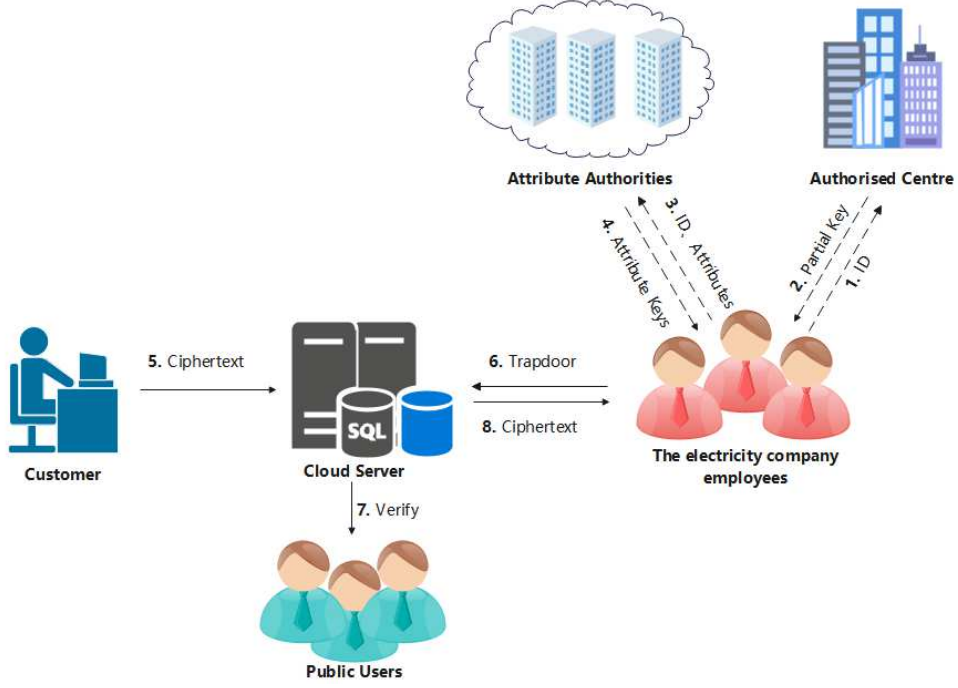 Attribute Authorities
Authorised Centre
3. ID、Attributes
4. Attribute Keys
2. Partial Key
1. ID
5. Ciphertext
6. Trapdoor
8. Ciphertext
SQL
Customer
Cloud Server
The electricity company
employees
7. Verify
Public Users